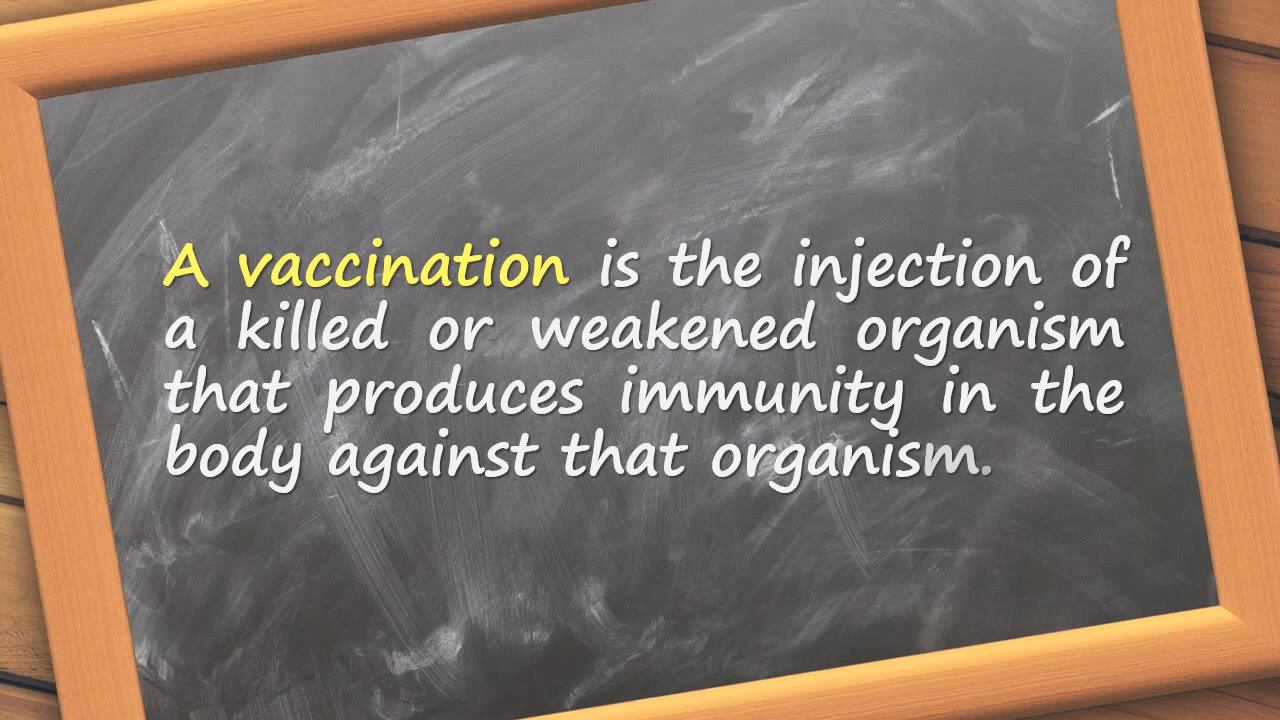 A vaccination is the injection of
a killed or weakened organism
that produces immunity in the
body against that organism.